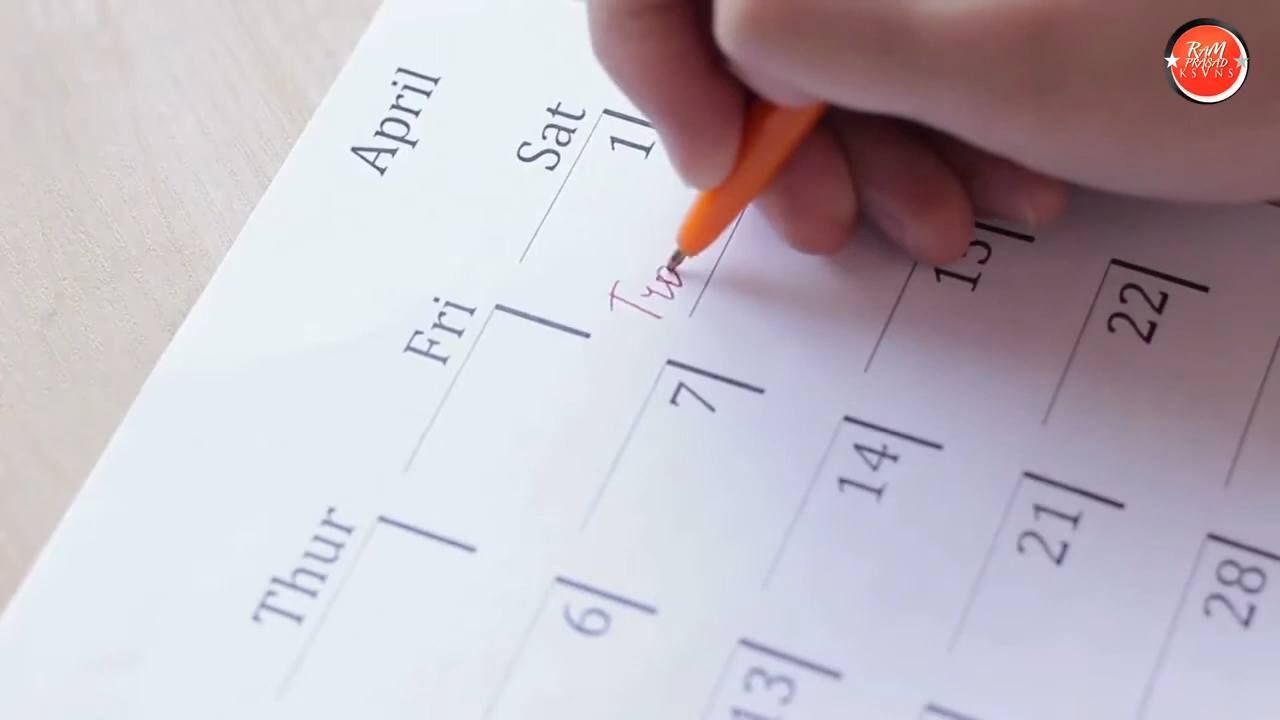 April
Sat
1
Fri
7
15
22
14
21
28
Thur
6
13
RAM
PRASAD
KSVNS